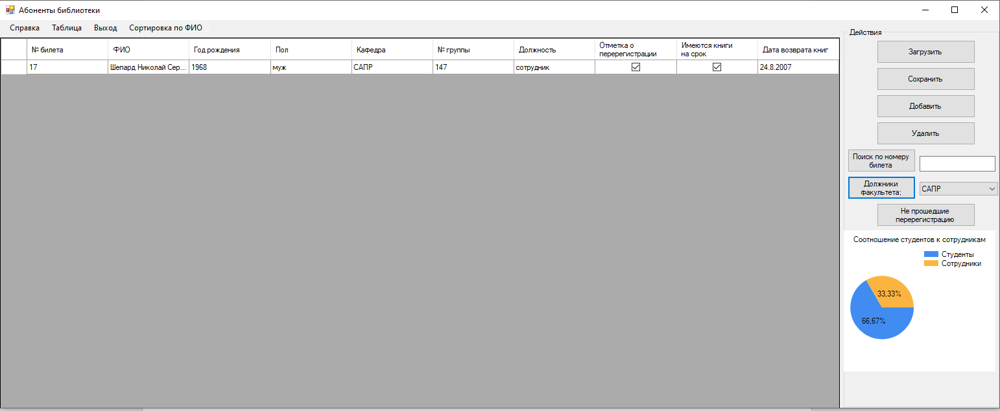 Абоненты библиотеки
Справка Таблица Выход Сортировка по ФИО
№ билета ФИО Год рождения Пол Кафедра № группы Должность Отметка о перерегистрации Имеются книги на срок Дата возврата книг
17 Шепард Николай Сер... 1968 муж САПР 147 сотрудник 24.8.2007
Действия
Загрузить
Сохранить
Добавить
Удалить
Поиск по номеру
билета
Должники
факультета;
САПР
Не прошедшие
перерегистрацию
Соотношение студентов к сотрудникам
Студенты
Сотрудники
33,33%
66,67%